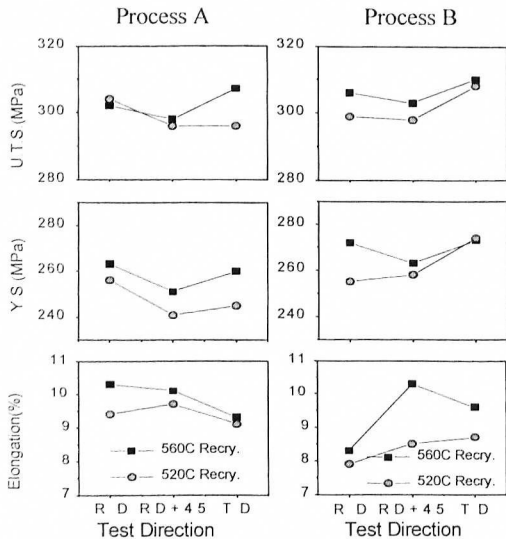 Process A
Process B
U T.S (MPa)
320
300
280
320
300
280
Y S (MPa)
260
240
280
260
240
Elongation(%)
11
10
9
8
7
11
10
9
8
7
560C Recry.
520C Recry.
560C Recry.
520C Recry.
R D R D + 4 5 T D
R D R D + 4 5 T D
Test Direction
Test Direction